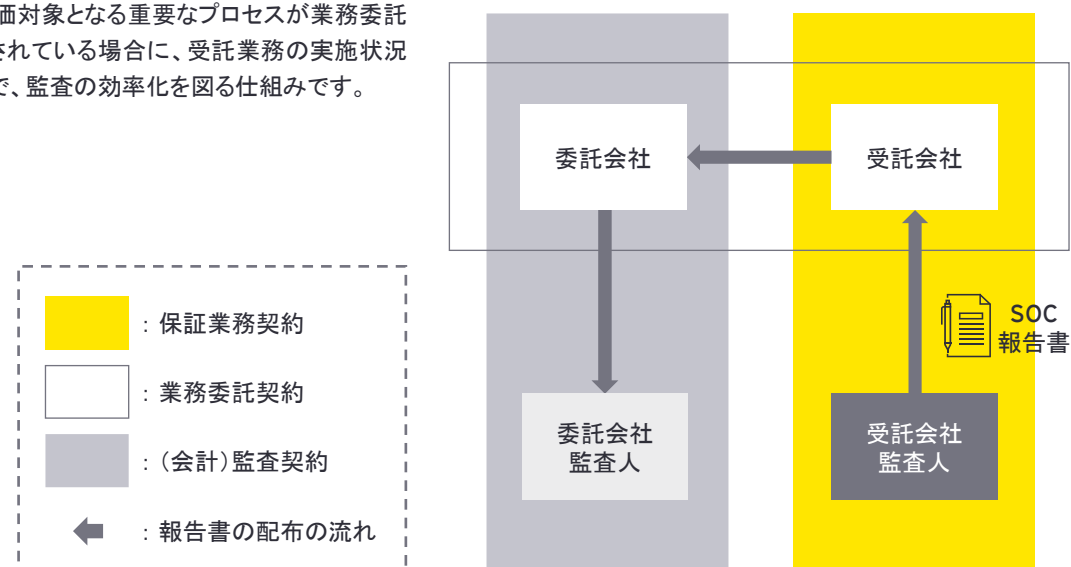 価対象となる重要なプロセスが業務委託
されている場合に、受託業務の実施状況
で、監査の効率化を図る仕組みです。
委託会社
受託会社
SOC
報告書
委託会社
監査人
受託会社
監査人
：保証業務契約
：業務委託契約
：（会計）監査契約
：報告書の配布の流れ